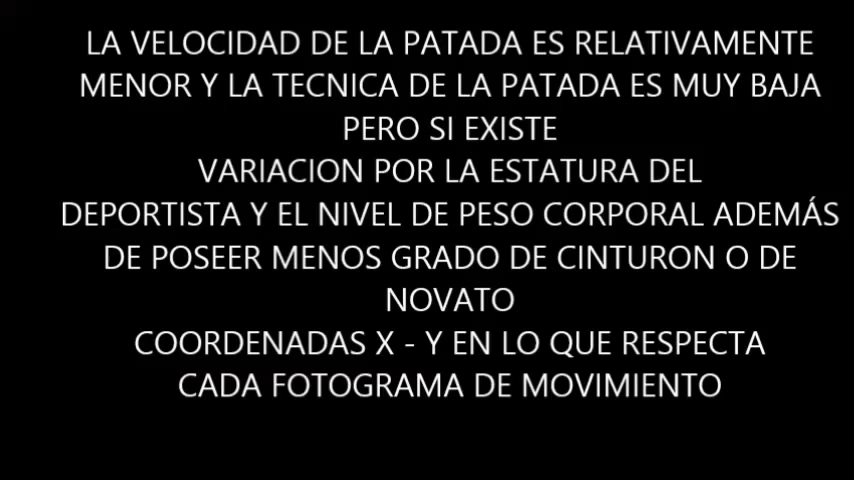 LA VELOCIDAD DE LA PATADA ES RELATIVAMENTE
MENOR Y LA TECNICA DE LA PATADA ES MUY BAJA
PERO SI EXISTE
VARIACION POR LA ESTATURA DEL
DEPORTISTA Y EL NIVEL DE PESO CORPORAL ADEMÁS
DE POSEER MENOS GRADO DE CINTURON O DE
NOVATO
COORDENADAS X - Y EN LO QUE RESPECTA
CADA FOTOGRAMA DE MOVIMIENTO